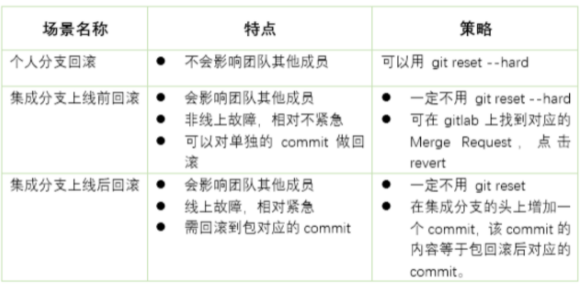 场景名称 特点 策略
个人分支回滚 ● 不会影响团队其他成员 可以用 git reset --hard
集成分支上线前回滚 ● 会影响团队其他成员 ● 一定不用 git reset --hard
● 非线上故障，相对不紧急 ● 可在 gitlab 上找到对应的
● 可以对单独的 commit 做回 Merge Request，点击
滚 revert
集成分支上线后回滚 ● 会影响团队其他成员 ● 一定不用 git reset
● 线上故障，相对紧急 ● 在集成分支的头上增加一
● 需回滚到包对应的 commit 个 commit，该 commit 的
内容等于包回滚后对应的
commit。